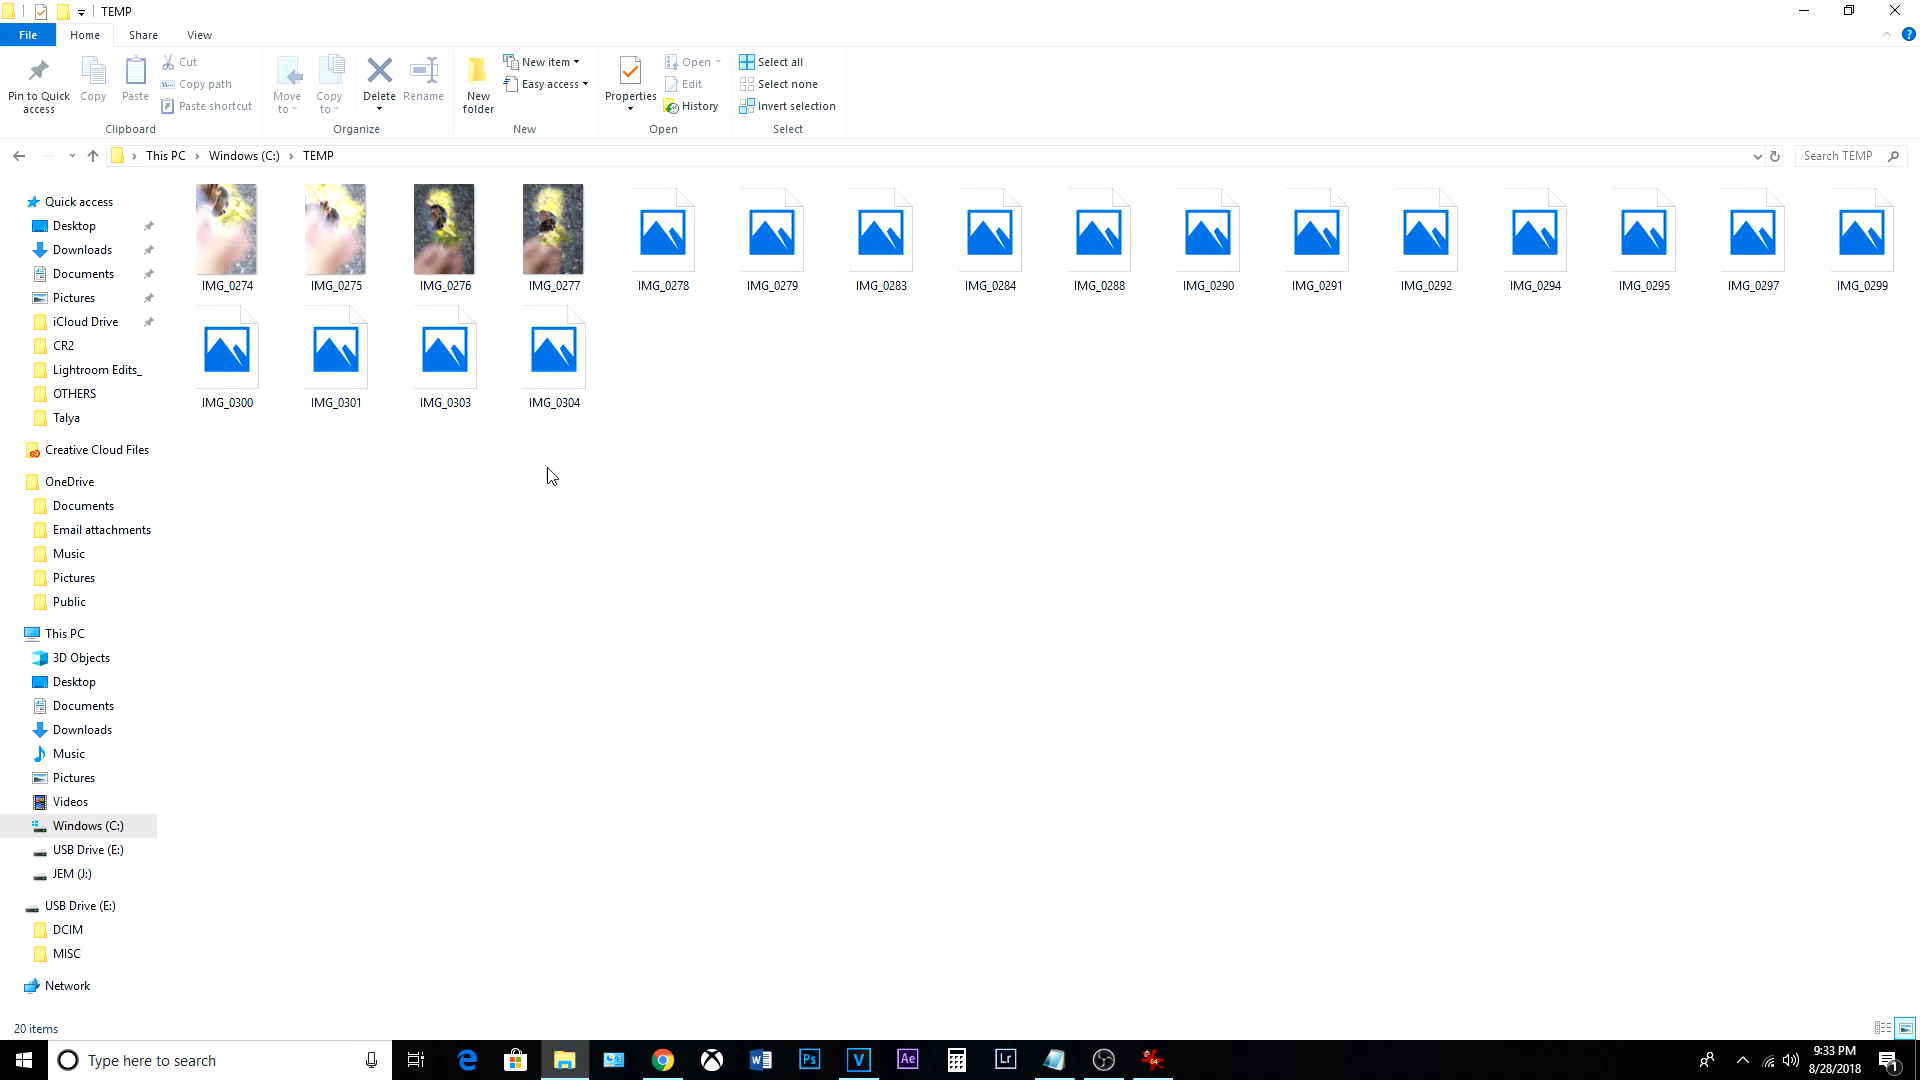 TEMP
File Home Share View
Pin to Quick access Copy Paste Cut
Copy path
Paste shortcut
Clipboard
Move to Copy to Delete Rename
Organize
New folder New item
Easy access
New
Properties Open
Edit
History
Open
Select all
Select none
Invert selection
Select
This PC Windows (C:) TEMP Search TEMP
Quick access
Desktop
Downloads
Documents
Pictures
iCloud Drive
CR2
Lightroom Edits_
OTHERS
Talya
Creative Cloud Files
OneDrive
Documents
Email attachments
Music
Pictures
Public
This PC
3D Objects
Desktop
Documents
Downloads
Music
Pictures
Videos
Windows (C:)
USB Drive (E:)
JEM (J:)
USB Drive (E:)
DCIM
MISC
Network
IMG_0274 IMG_0275 IMG_0276 IMG_0277 IMG_0278 IMG_0279 IMG_0283 IMG_0284 IMG_0288 IMG_0290 IMG_0291 IMG_0292 IMG_0294 IMG_0295 IMG_0297 IMG_0299
IMG_0300 IMG_0301 IMG_0303 IMG_0304
20 items
Type here to search Ps V Ae Lr 64 9:33 PM
8/28/2018 1